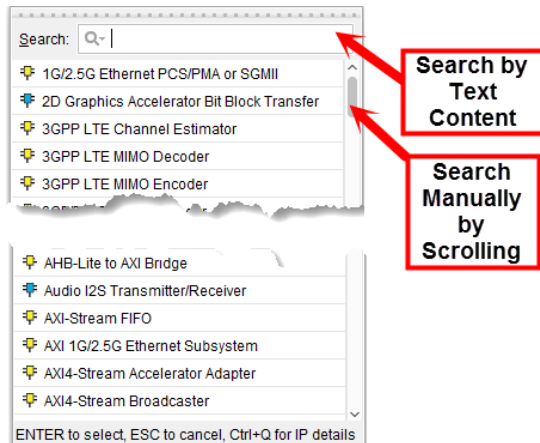 Search:
1G/2.5G Ethernet PCS/PMA or SGMII
2D Graphics Accelerator Bit Block Transfer
3GPP LTE Channel Estimator
3GPP LTE MIMO Decoder
3GPP LTE MIMO Encoder
AHB-Lite to AXI Bridge
Audio I2S Transmitter/Receiver
AXI-Stream FIFO
AXI 1G/2.5G Ethernet Subsystem
AXI4-Stream Accelerator Adapter
AXI4-Stream Broadcaster
ENTER to select, ESC to cancel, Ctrl+Q for IP details
Search by
Text
Content
Search
Manually
by
Scrolling